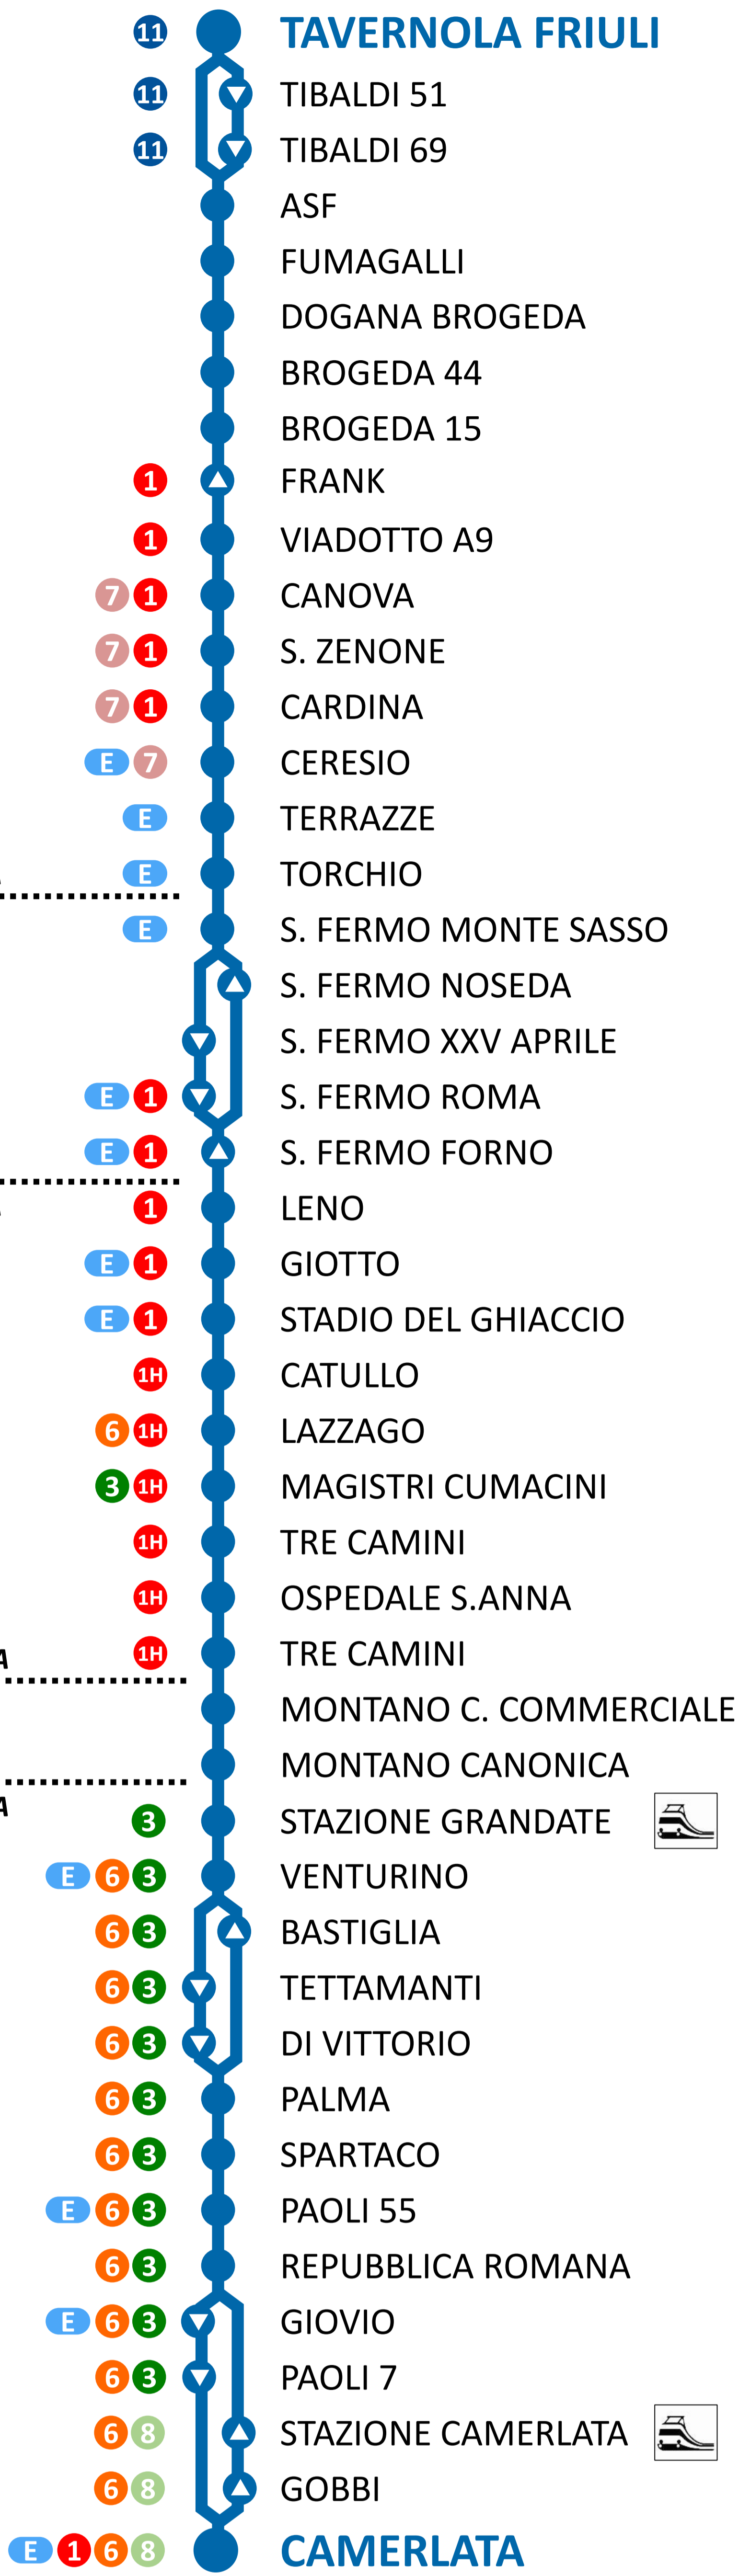 11 TAVERNOLA FRIULI
11 TIBALDI 51
11 TIBALDI 69
ASF
FUMAGALLI
DOGANA BROGEDA
BROGEDA 44
BROGEDA 15
1 FRANK
1 VIADOTTO A9
7 1 CANOVA
7 1 S. ZENONE
7 1 CARDINA
E 7 CERESIO
E TERRAZZE
E TORCHIO
E S. FERMO MONTE SASSO
S. FERMO NOSEDA
S. FERMO XXV APRILE
E 1 S. FERMO ROMA
E 1 S. FERMO FORNO
1 LENO
E 1 GIOTTO
E 1 STADIO DEL GHIACCIO
1H CATULLO
6 1H LAZZAGO
3 1H MAGISTRI CUMACINI
1H TRE CAMINI
1H OSPEDALE S.ANNA
1H TRE CAMINI
MONTANO C. COMMERCIALE
MONTANO CANONICA
3 STAZIONE GRANDATE
E 6 3 VENTURINO
6 3 BASTIGLIA
6 3 TETTAMANTI
6 3 DI VITTORIO
6 3 PALMA
6 3 SPARTACO
E 6 3 PAOLI 55
6 3 REPUBBLICA ROMANA
E 6 3 GIOVIO
6 3 PAOLI 7
6 8 STAZIONE CAMERLATA
6 8 GOBBI
E 1 6 8 CAMERLATA